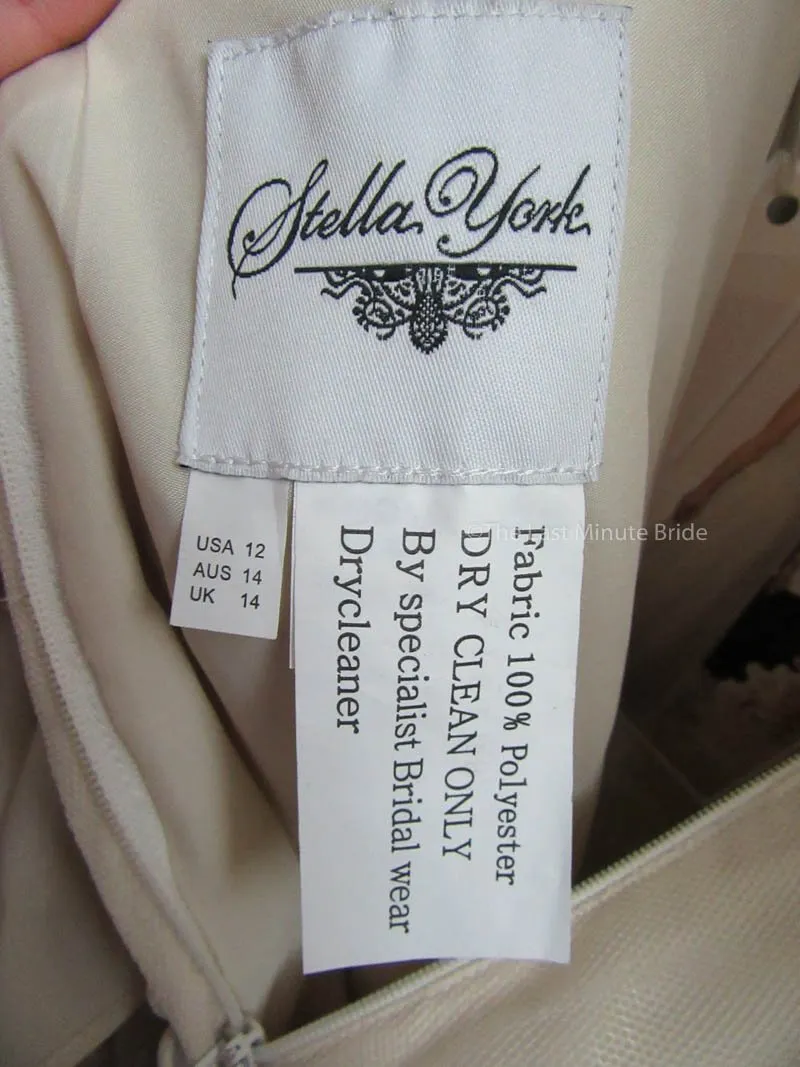 Stella York
USA 12
AUS 14
UK 14
Fabric 100% Polyester
DRY CLEAN ONLY
By specialist Bridal wear
Drycleaner
©The Last Minute Bride